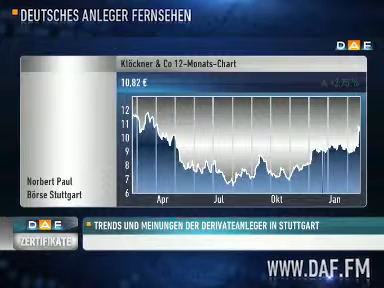 DEUTSCHES ANLEGER FERNSEHEN
DAF
Klöckner & Co 12-Monats-Chart
10,82 €
+2,75 %
12
11
10
9
8
7
6
Apr
Jul
Okt
Jan
Norbert Paul
Börse Stuttgart
DAF
ZERTIFIKATE
TRENDS UND MEINUNGEN DER DERIVATEANLEGER IN STUTTGART
WWW.DAF.FM